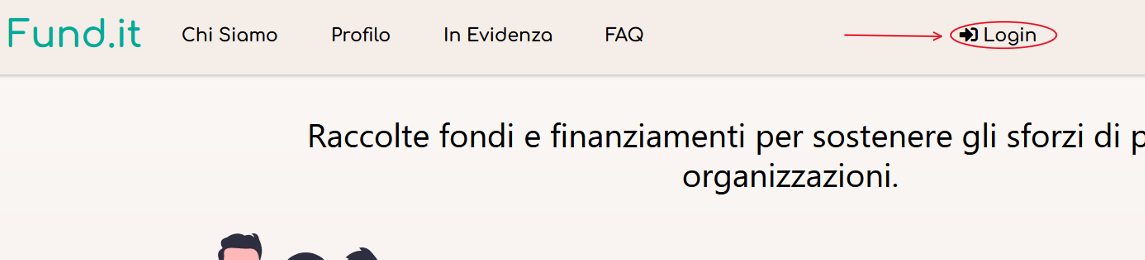 Fund.it Chi Siamo Profilo In Evidenza FAQ Login
Raccolte fondi e finanziamenti per sostenere gli sforzi di
organizzazioni.